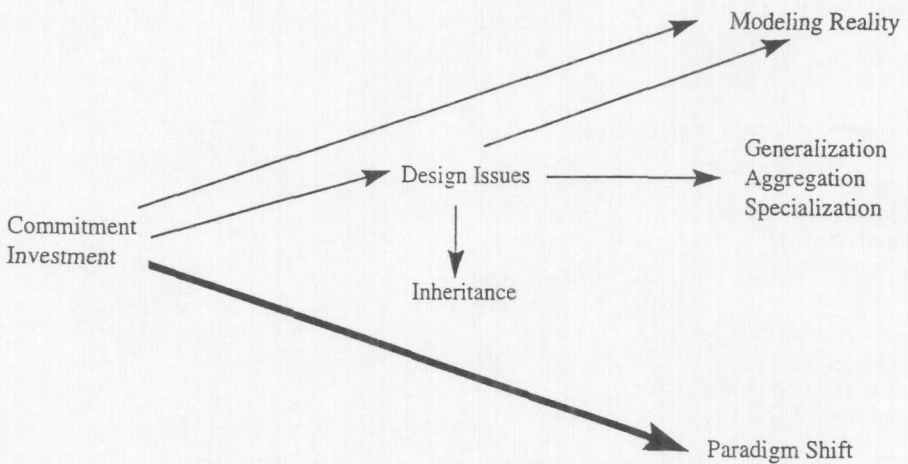 Modeling Reality
Generalization
Design Issues
Aggregation
Specialization
Commitment
Investment
Inheritance
Paradigm Shift